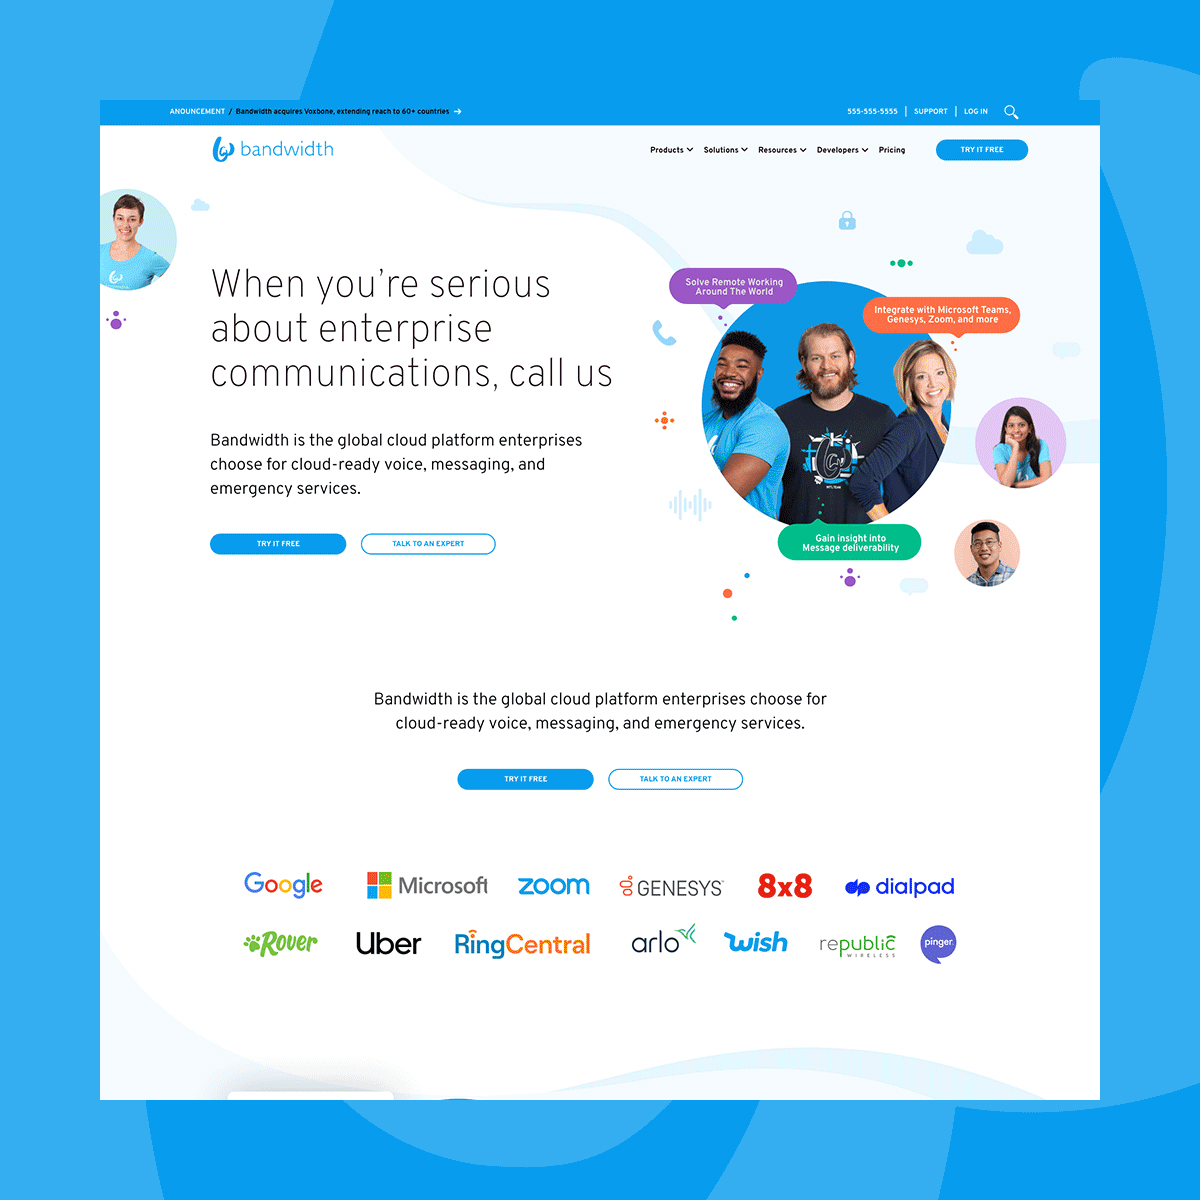 ANOUNCEMENT / Bandwidth acquires Voxbone, extending reach to 60+ countries →
555-555-5555 | SUPPORT | LOG IN
bandwidth
Products Solutions Resources Developers Pricing TRY IT FREE
When you're serious
about enterprise
communications, call us
Bandwidth is the global cloud platform enterprises
choose for cloud-ready voice, messaging, and
emergency services.
TRY IT FREE TALK TO AN EXPERT
Solve Remote Working
Around The World
Integrate with Microsoft Teams,
Genesys, Zoom, and more
Gain insight into
Message deliverability
Bandwidth is the global cloud platform enterprises choose for
cloud-ready voice, messaging, and emergency services.
TRY IT FREE TALK TO AN EXPERT
Google Microsoft zoom GENESYS 8x8 dialpad
Rover Uber RingCentral arlo wish republic pinger
WIRELESS